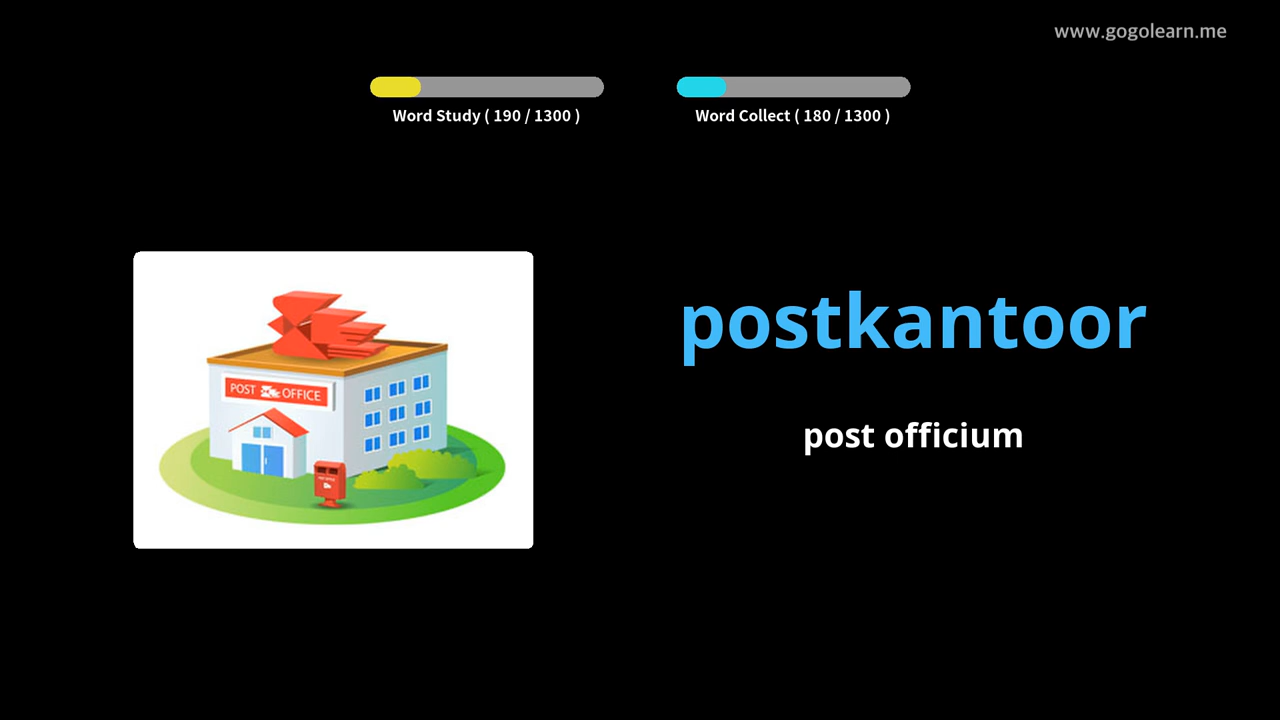 www.gogolearn.me
Word Study ( 190 / 1300 )
Word Collect ( 180 / 1300 )
POST OFFICE
postkantoor
post officium